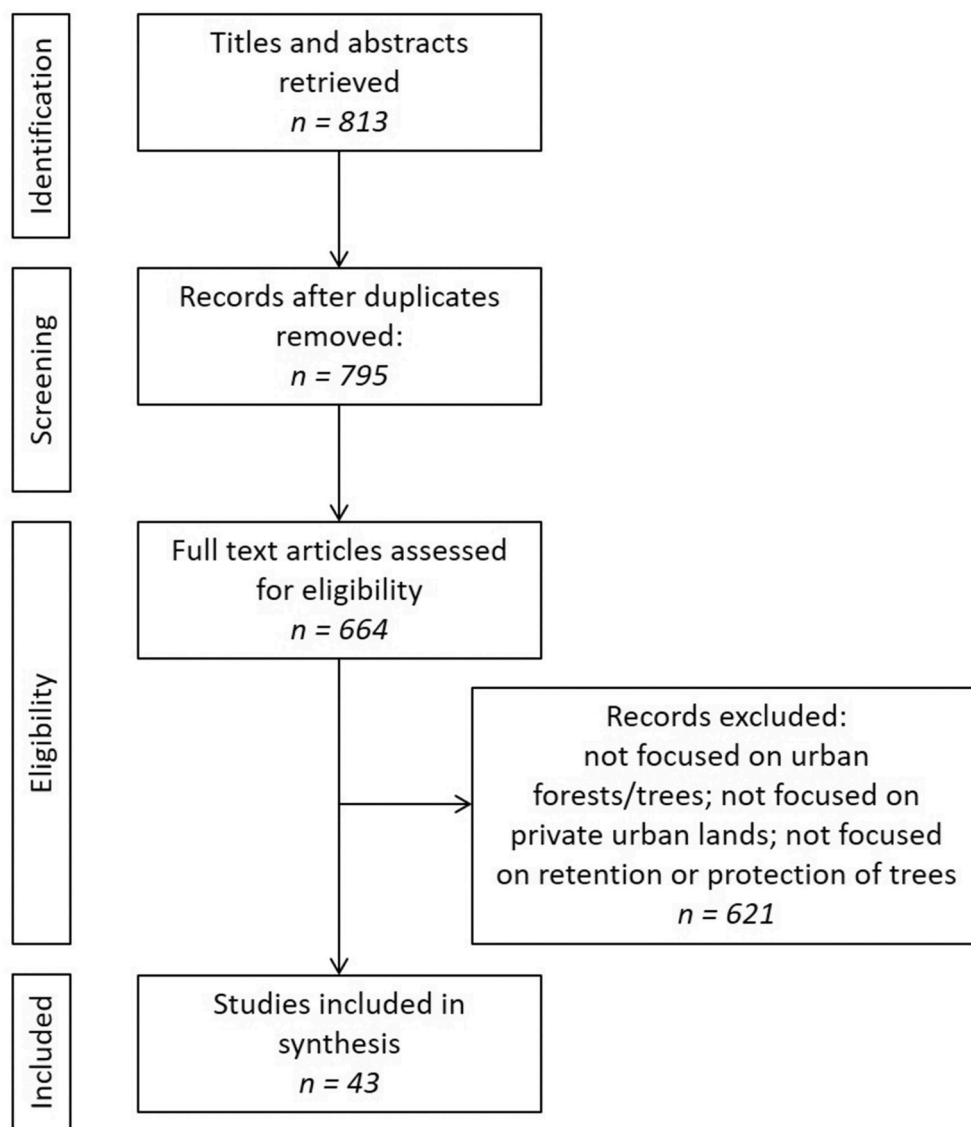 Identification
Titles and abstracts
retrieved
n = 813
Screening
Records after duplicates
removed:
n = 795
Eligibility
Full text articles assessed
for eligibility
n = 664
Records excluded:
not focused on urban
forests/trees; not focused on
private urban lands; not focused
on retention or protection of trees
n = 621
Included
Studies included in
synthesis
n = 43